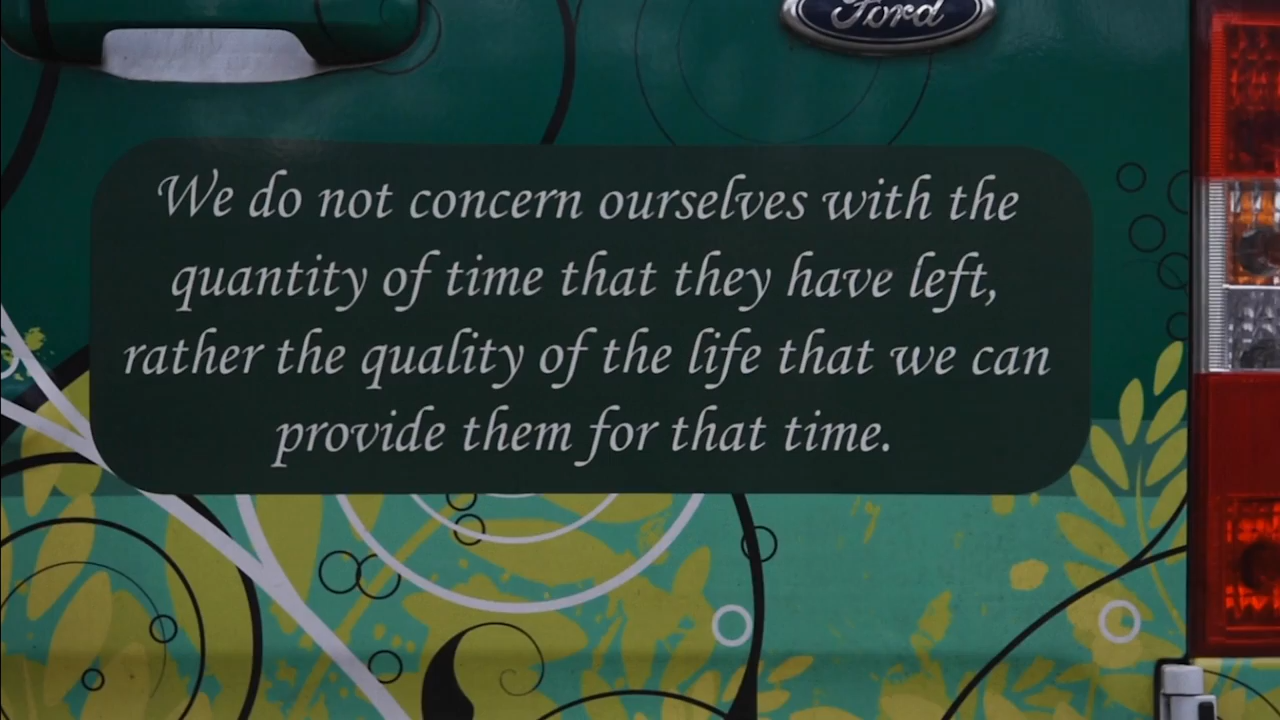 Ford
We do not concern ourselves with the
quantity of time that they have left,
rather the quality of the life that we can
provide them for that time.